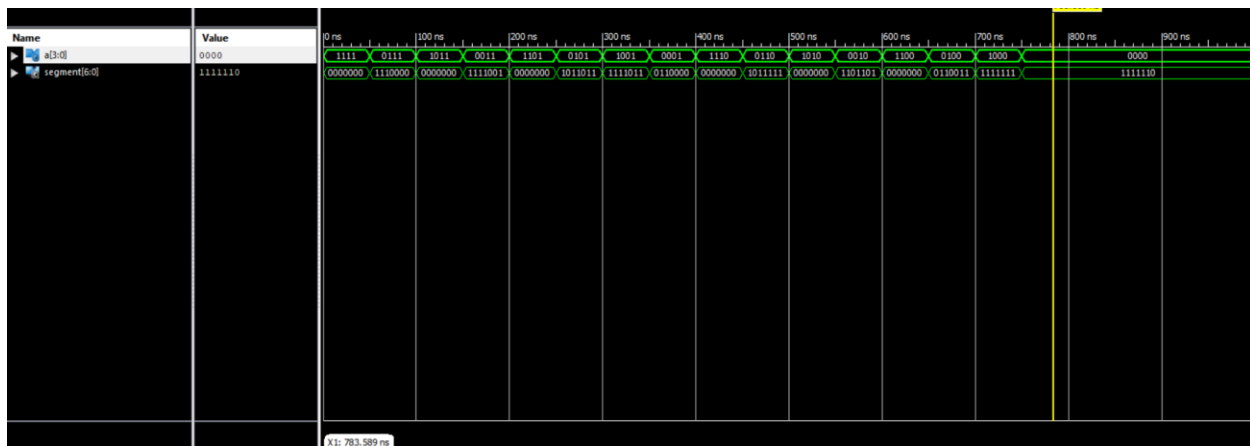 Name Value 0 ns 100 ns 200 ns 300 ns 400 ns 500 ns 600 ns 700 ns 800 ns 900 ns
a[3:0] 0000 1111 0111 1011 0011 1101 0101 1001 0001 1110 0110 1010 0010 1100 0100 1000 0000
segment[6:0] 1111110 0000000 1110000 0000000 1111001 0000000 1011011 1111011 0110000 0000000 1011111 0000000 1101101 0000000 0110011 1111111 1111110
X1: 783.589 ns